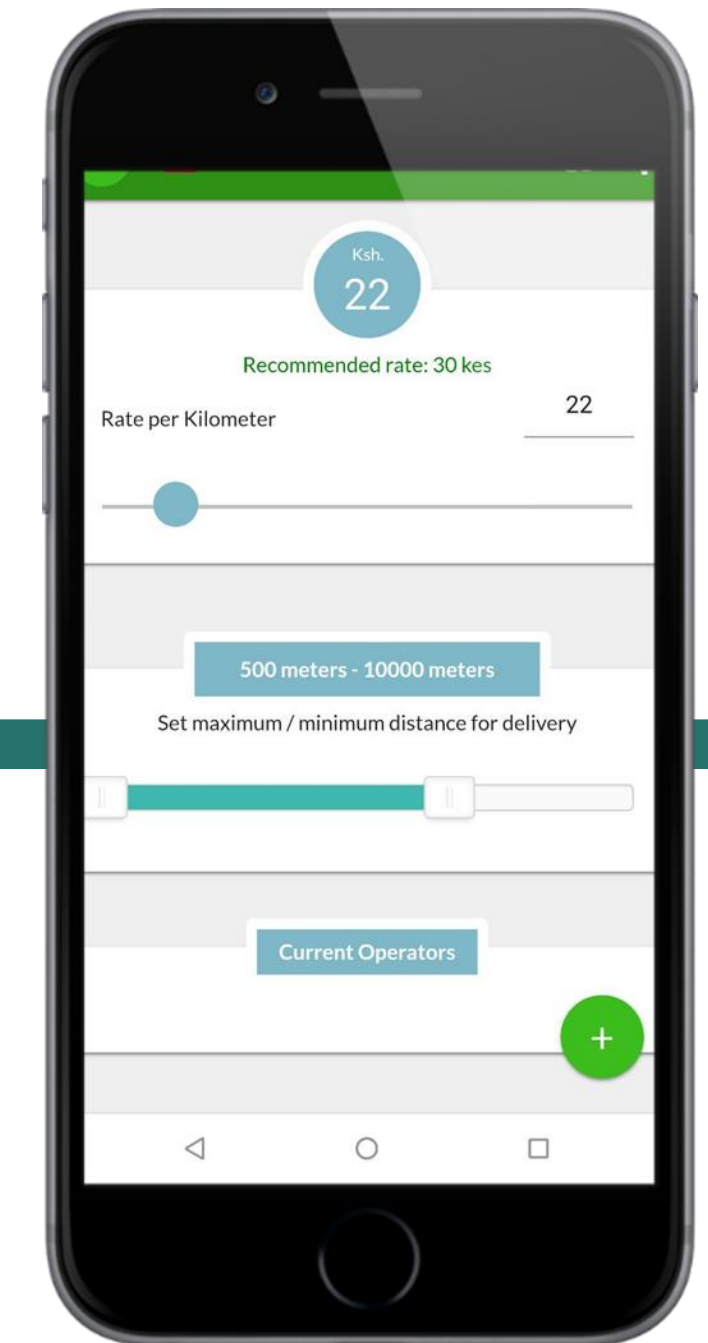 Ksh.
22
Recommended rate: 30 kes
Rate per Kilometer
22
500 meters - 10000 meters
Set maximum / minimum distance for delivery
Current Operators
+